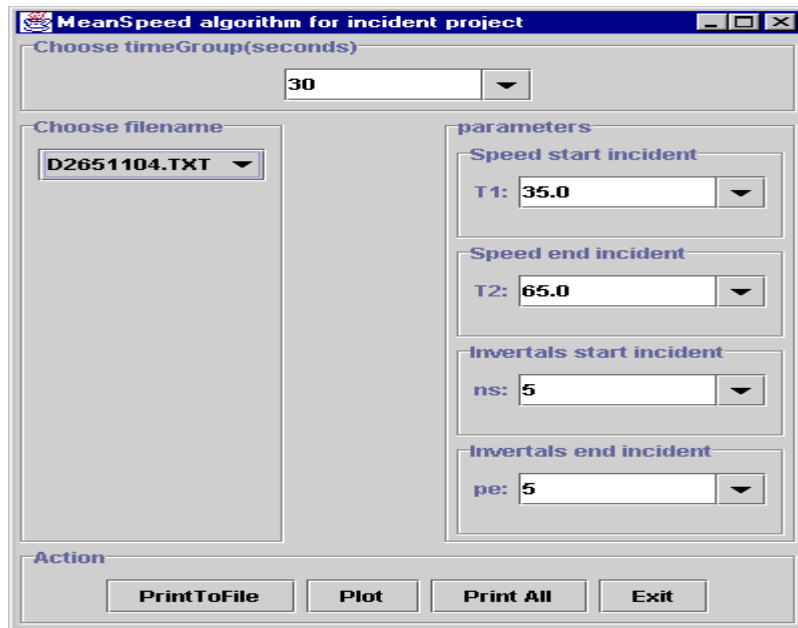 MeanSpeed algorithm for incident project
Choose timeGroup(seconds)
30
Choose filename
D2651104.TXT
parameters
Speed start incident
T1: 35.0
Speed end incident
T2: 65.0
Invertals start incident
ns: 5
Invertals end incident
pe: 5
Action
PrintToFile Plot Print All Exit